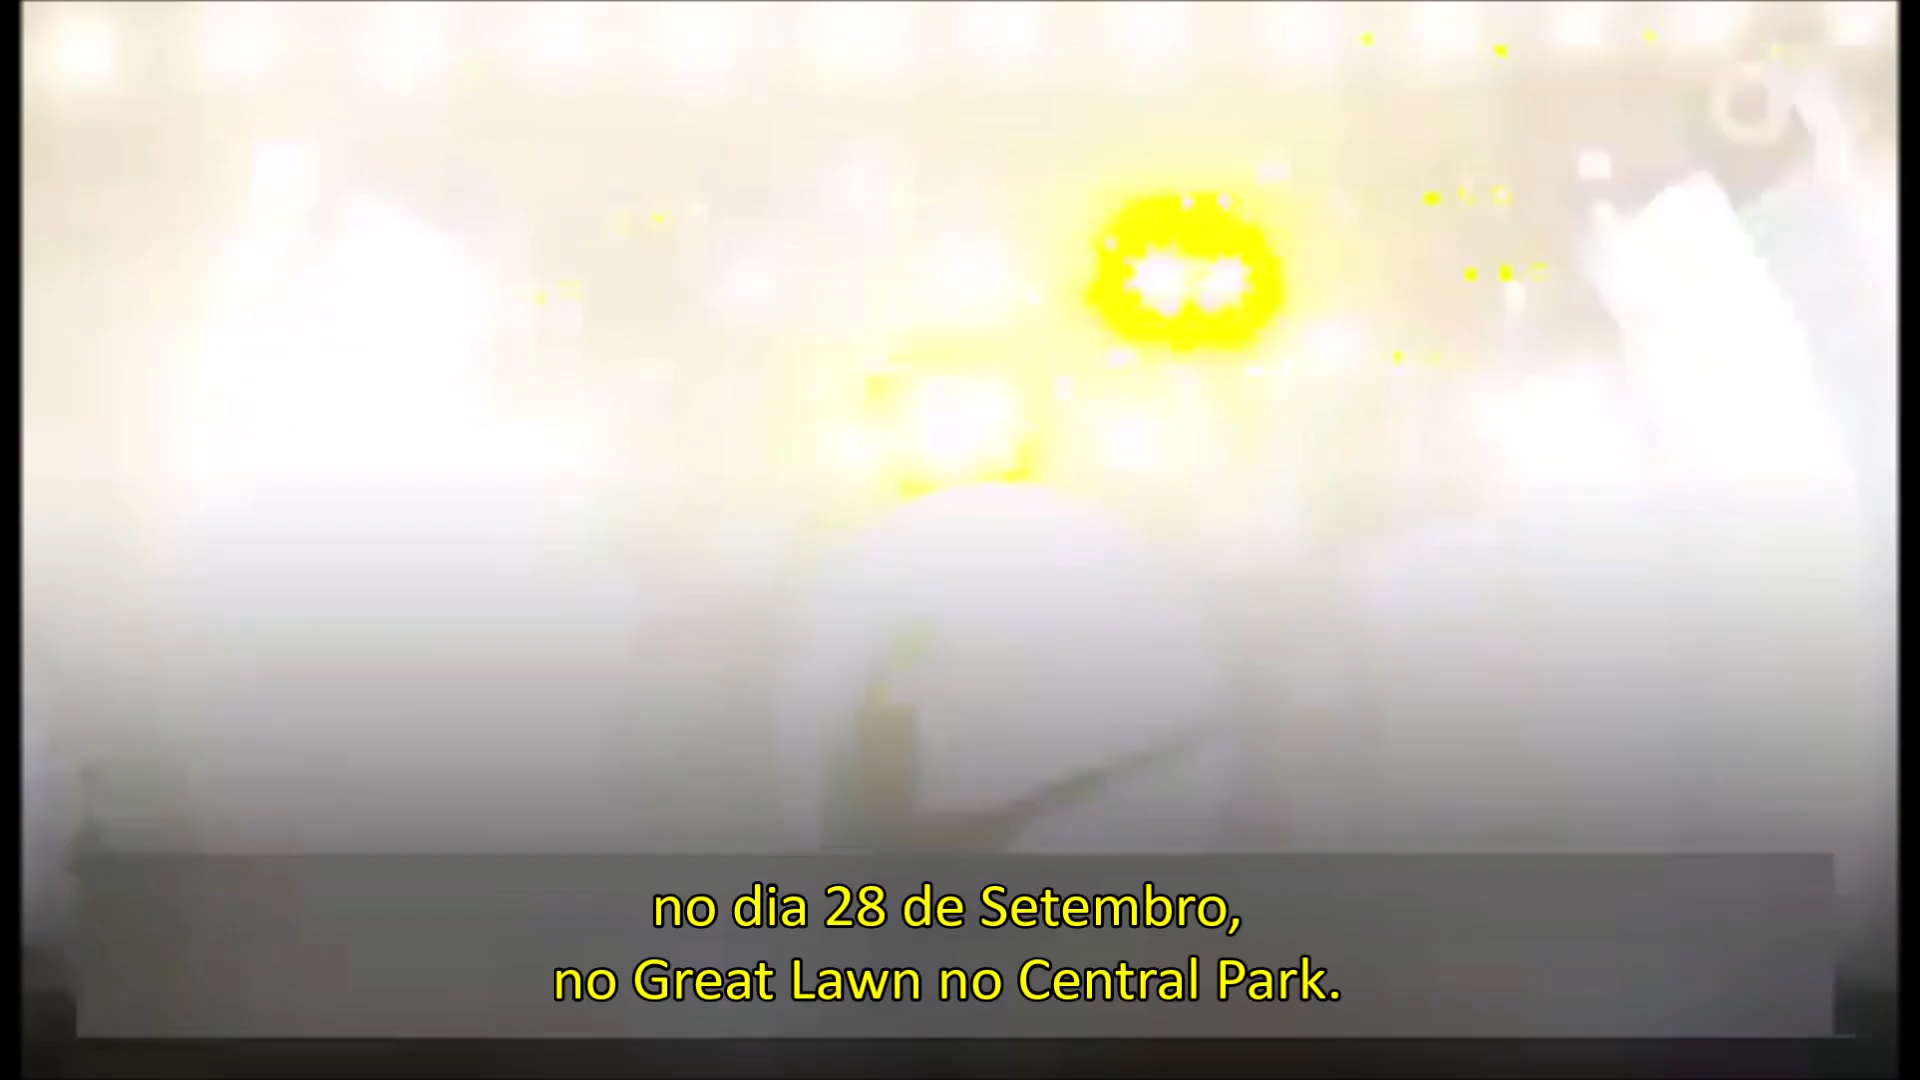 no dia 28 de Setembro,
no Great Lawn no Central Park.